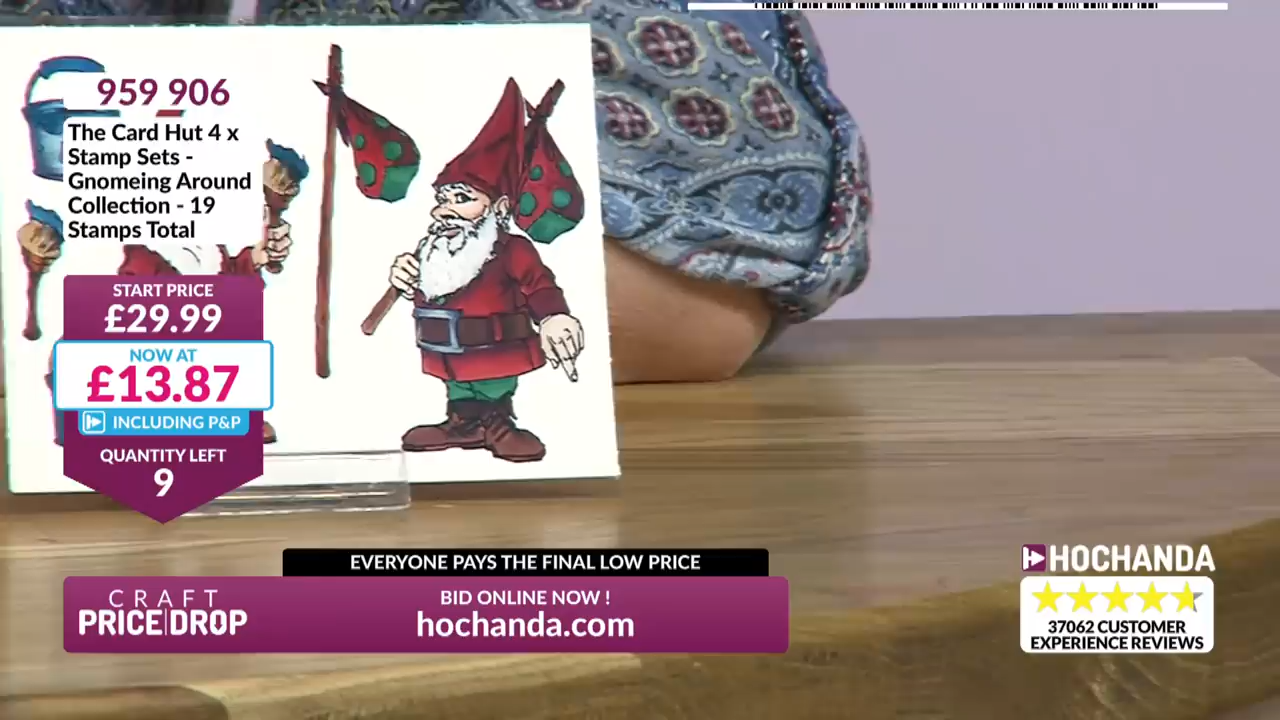 959 906
The Card Hut 4 x
Stamp Sets -
Gnomeing Around
Collection - 19
Stamps Total
START PRICE
£29.99
NOW AT
£13.87
INCLUDING P&P
QUANTITY LEFT
9
EVERYONE PAYS THE FINAL LOW PRICE
CRAFT
PRICE DROP
BID ONLINE NOW !
hochanda.com
HOCHANDA
37062 CUSTOMER
EXPERIENCE REVIEWS